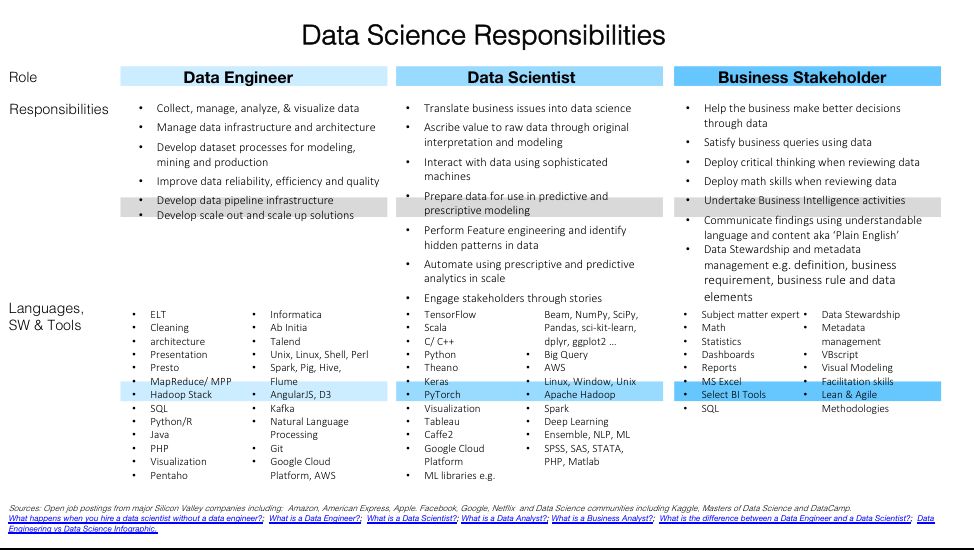 Data Science Responsibilities
Role
Data Engineer
Data Scientist
Business Stakeholder
Responsibilities
• Collect, manage, analyze, & visualize data
• Manage data infrastructure and architecture
• Develop dataset processes for modeling,
mining and production
• Improve data reliability, efficiency and quality
• Develop data pipeline infrastructure
• Develop scale out and scale up solutions
• Translate business issues into data science
• Ascribe value to raw data through original
interpretation and modeling
• Interact with data using sophisticated
machines
• Prepare data for use in predictive and
prescriptive modeling
• Perform Feature engineering and identify
hidden patterns in data
• Automate using prescriptive and predictive
analytics in scale
• Engage stakeholders through stories
• Help the business make better decisions
through data
• Satisfy business queries using data
• Deploy critical thinking when reviewing data
• Deploy math skills when reviewing data
• Undertake Business Intelligence activities
• Communicate findings using understandable
language and content aka ‘Plain English’
• Data Stewardship and metadata
management e.g. definition, business
requirement, business rule and data
elements
Languages,
SW & Tools
• ELT
• Cleaning
• architecture
• Presentation
• Presto
• MapReduce/ MPP
• Hadoop Stack
• SQL
• Python/R
• Java
• PHP
• Visualization
• Pentaho
• Informatica
• Ab Initia
• Talend
• Unix, Linux, Shell, Perl
• Spark, Pig, Hive,
Flume
• AngularJS, D3
• Kafka
• Natural Language
Processing
• Git
• Google Cloud
Platform, AWS
• TensorFlow
• Scala
• C/ C++
• Python
• Theano
• Keras
• PyTorch
• Visualization
• Tableau
• Caffe2
• Google Cloud
Platform
• ML libraries e.g.
Beam, NumPy, SciPy,
Pandas, sci-kit-learn,
dplyr, ggplot2 ...
• Big Query
• AWS
• Linux, Window, Unix
• Apache Hadoop
• Spark
• Deep Learning
• Ensemble, NLP, ML
• SPSS, SAS, STATA,
PHP, Matlab
• Subject matter expert
• Math
• Statistics
• Dashboards
• Reports
• MS Excel
• Select BI Tools
• SQL
• Data Stewardship
• Metadata
management
• VBscript
• Visual Modeling
• Facilitation skills
• Lean & Agile
Methodologies
Sources: Open job postings from major Silicon Valley companies including: Amazon, American Express, Apple. Facebook, Google, Netflix and Data Science communities including Kaggle, Masters of Data Science and DataCamp.
What happens when you hire a data scientist without a data engineer?; What is a Data Engineer?; What is a Data Scientist?; What is a Data Analyst?; What is a Business Analyst?; What is the difference between a Data Engineer and a Data Scientist?; Data
Engineering vs Data Science Infographic.